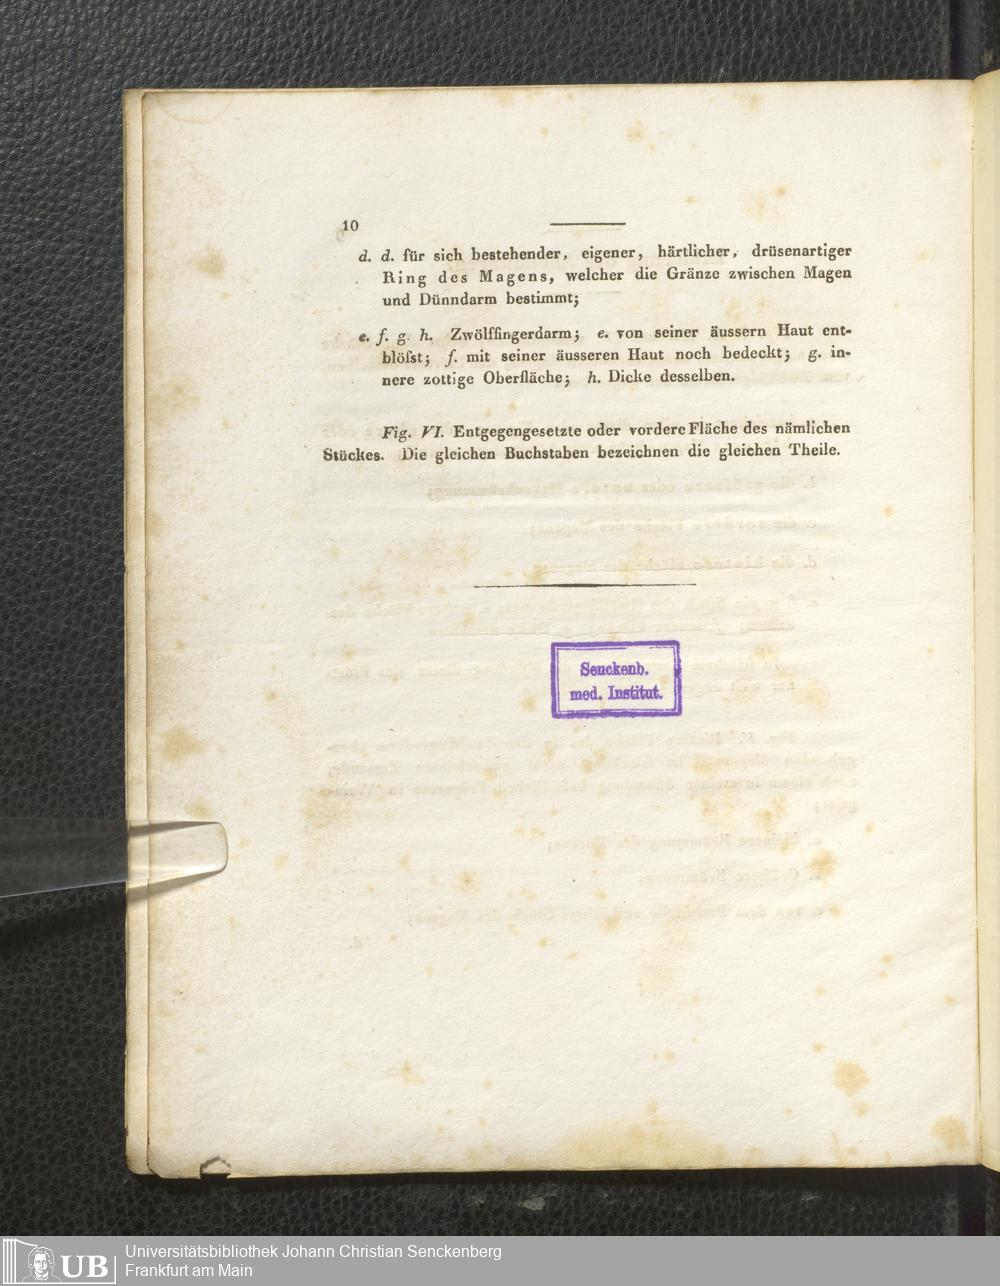 10
d. d. für sich bestehender, eigener, härtlicher, drüsenartiger
Ring des Magens, welcher die Gränze zwischen Magen
und Dünndarm bestimmt;
e. f. g. h. Zwölffingerdarm; e. von seiner äussern Haut ent-
blöfst; f. mit seiner äusseren Haut noch bedeckt; g. in-
nere zottige Oberfläche; h. Dicke desselben.
Fig. VI. Entgegengesetzte oder vordere Fläche des nämlichen
Stückes. Die gleichen Buchstaben bezeichnen die gleichen Theile.
Senckenb.
med. Institut.
UB
Universitätsbibliothek Johann Christian Senckenberg
Frankfurt am Main